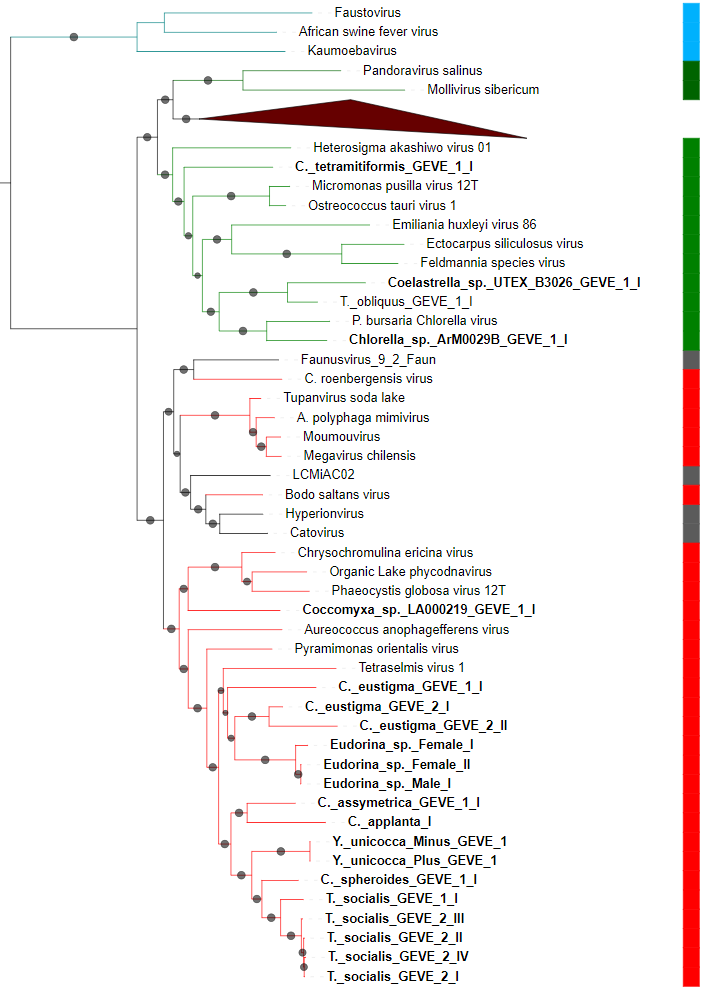 Faustovirus
African swine fever virus
Kaumoebavirus
Pandoravirus salinus
Mollivirus sibericum
Heterosigma akashiwo virus 01
C._tetramitiformis_GEVE_1_I
Micromonas pusilla virus 12T
Ostreococcus tauri virus 1
Emiliania huxleyi virus 86
Ectocarpus siliculosus virus
Feldmannia species virus
Coelastrella_sp._UTEX_B3026_GEVE_1_I
T._obliquus_GEVE_1_I
P. bursaria Chlorella virus
Chlorella_sp._ArM0029B_GEVE_1_I
Faunusvirus_9_2_Faun
C. roenbergensis virus
Tupanvirus soda lake
A. polyphaga mimivirus
Moumouvirus
Megavirus chilensis
LCMiAC02
Bodo saltans virus
Hyperionvirus
Catovirus
Chrysochromulina ericina virus
Organic Lake phycodnavirus
Phaeocystis globosa virus 12T
Coccomyxa_sp._LA000219_GEVE_1_I
Aureococcus anophagefferens virus
Pyramimonas orientalis virus
Tetraselmis virus 1
C._eustigma_GEVE_1_I
C._eustigma_GEVE_2_I
C._eustigma_GEVE_2_II
Eudorina_sp._Female_I
Eudorina_sp._Female_II
Eudorina_sp._Male_I
C._assymetrica_GEVE_1_I
C._applanta_I
Y._unicocca_Minus_GEVE_1
Y._unicocca_Plus_GEVE_1
C._spheroides_GEVE_1_I
T._socialis_GEVE_1_I
T._socialis_GEVE_2_III
T._socialis_GEVE_2_II
T._socialis_GEVE_2_IV
T._socialis_GEVE_2_I